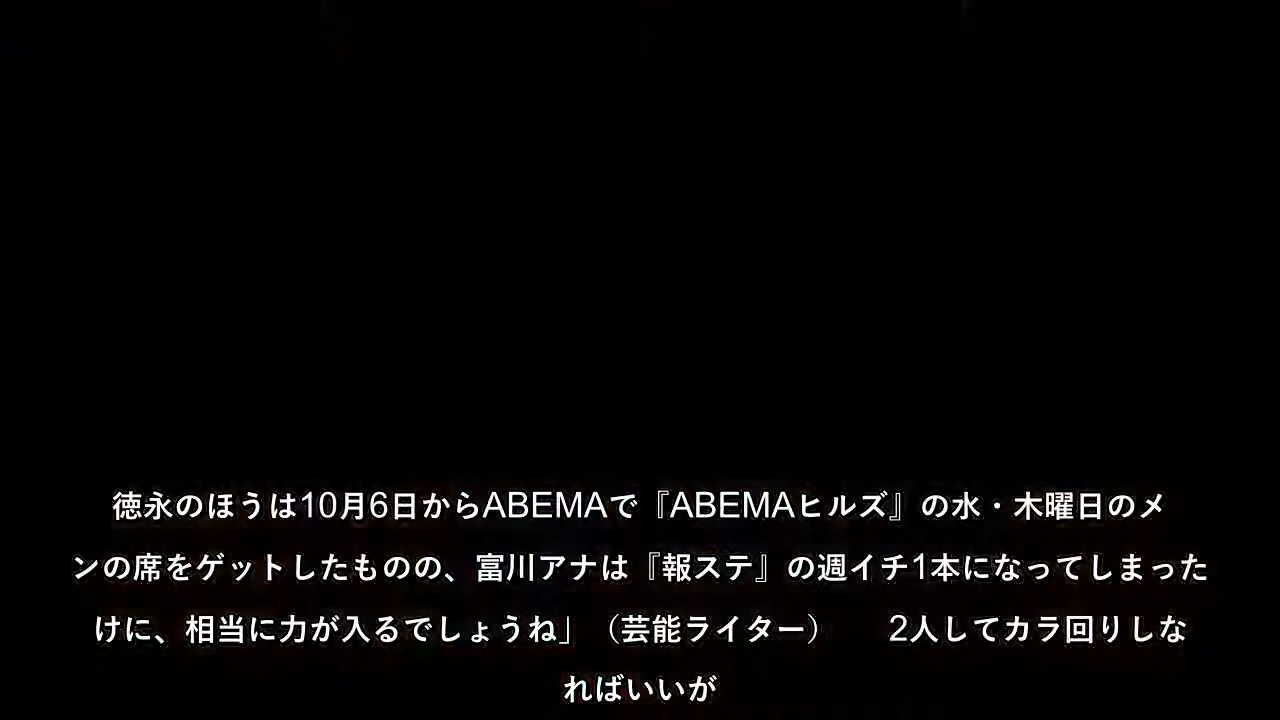 徳永のほうは10月6日からABEMAで『ABEMAヒルズ』の水・木曜日のメ
ンの席をゲットしたものの、富川アナは『報ステ』の週イチ1本になってしまった
けに、相当に力が入るでしょうね」（芸能ライター）　　2人してカラ回りしな
ればいいが